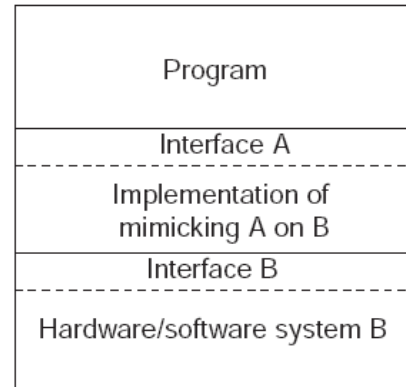 Program
Interface A
Implementation of
mimicking A on B
Interface B
Hardware/software system B